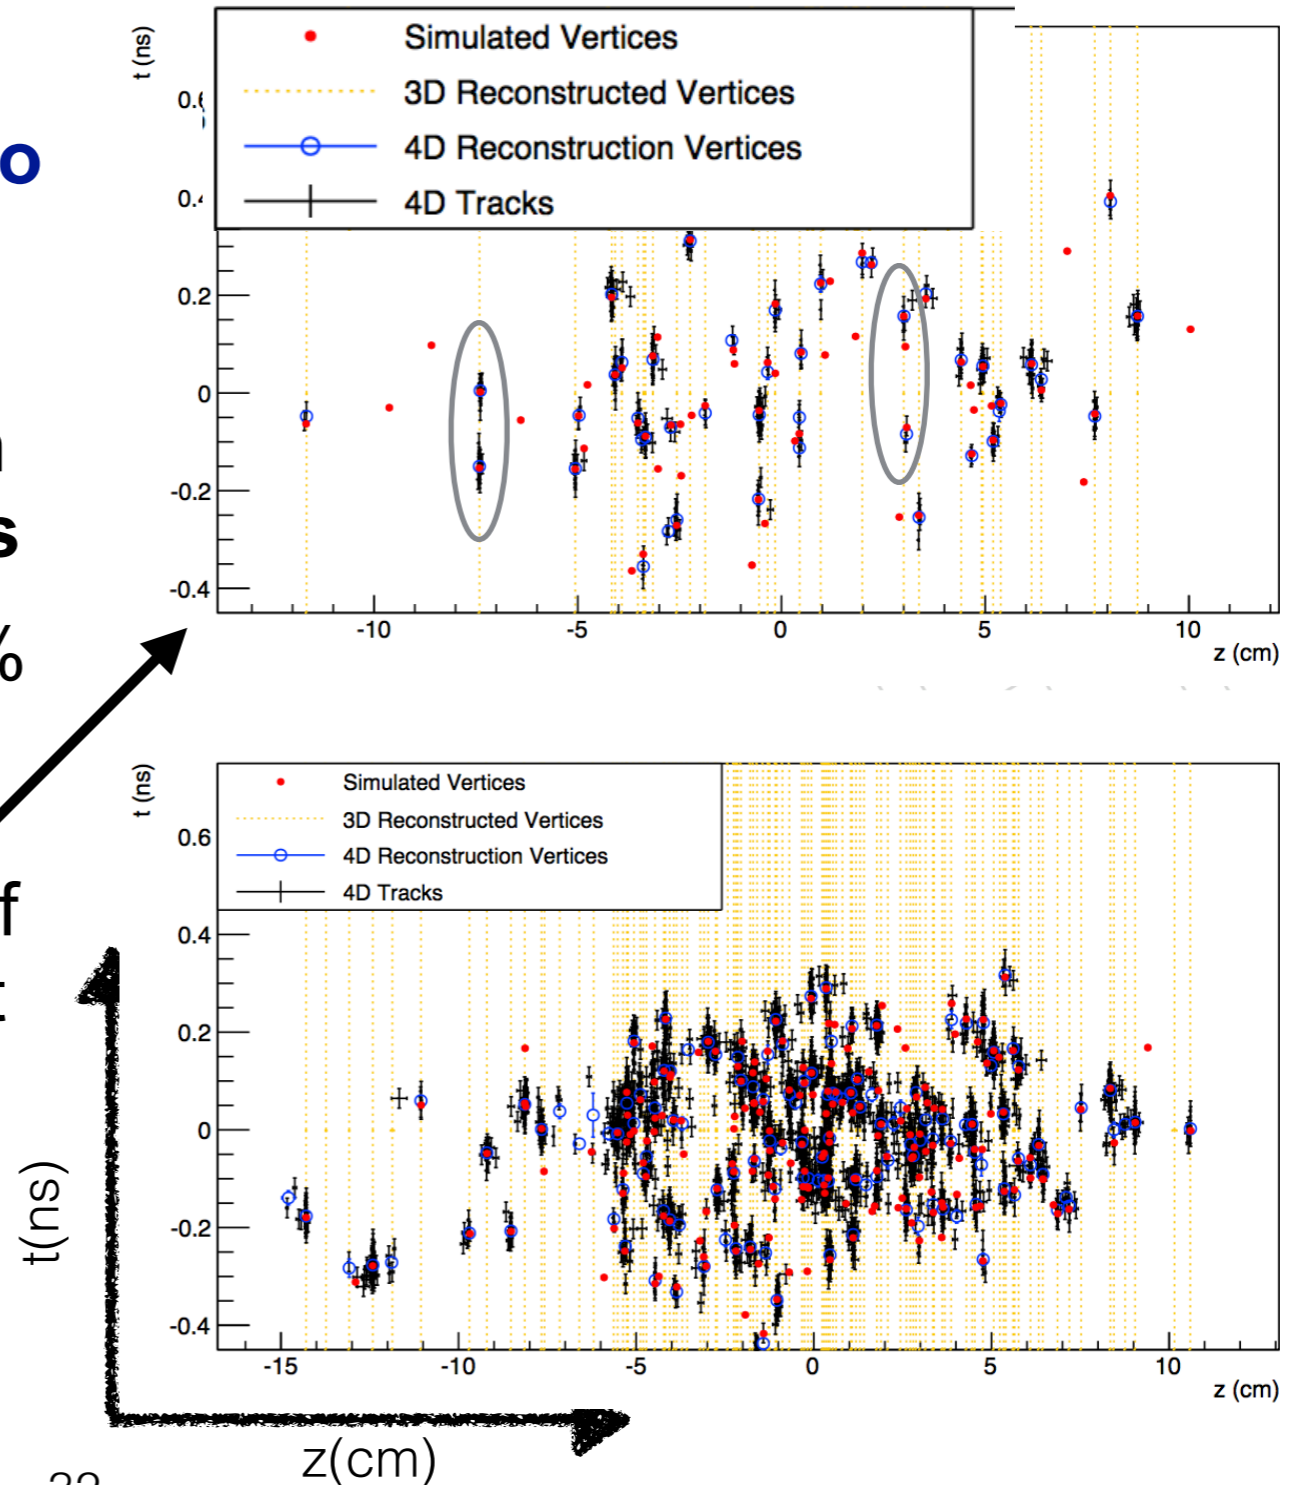 o
s
%
f
t (ns)
Simulated Vertices
3D Reconstructed Vertices
4D Reconstruction Vertices
4D Tracks
0.2
0
-0.2
-0.4
-10
-5
0
5
10
z (cm)
t (ns)
Simulated Vertices
3D Reconstructed Vertices
4D Reconstruction Vertices
4D Tracks
0.6
0.4
0.2
0
-0.2
-0.4
-15
-10
-5
0
5
10
z (cm)
t(ns)
z(cm)